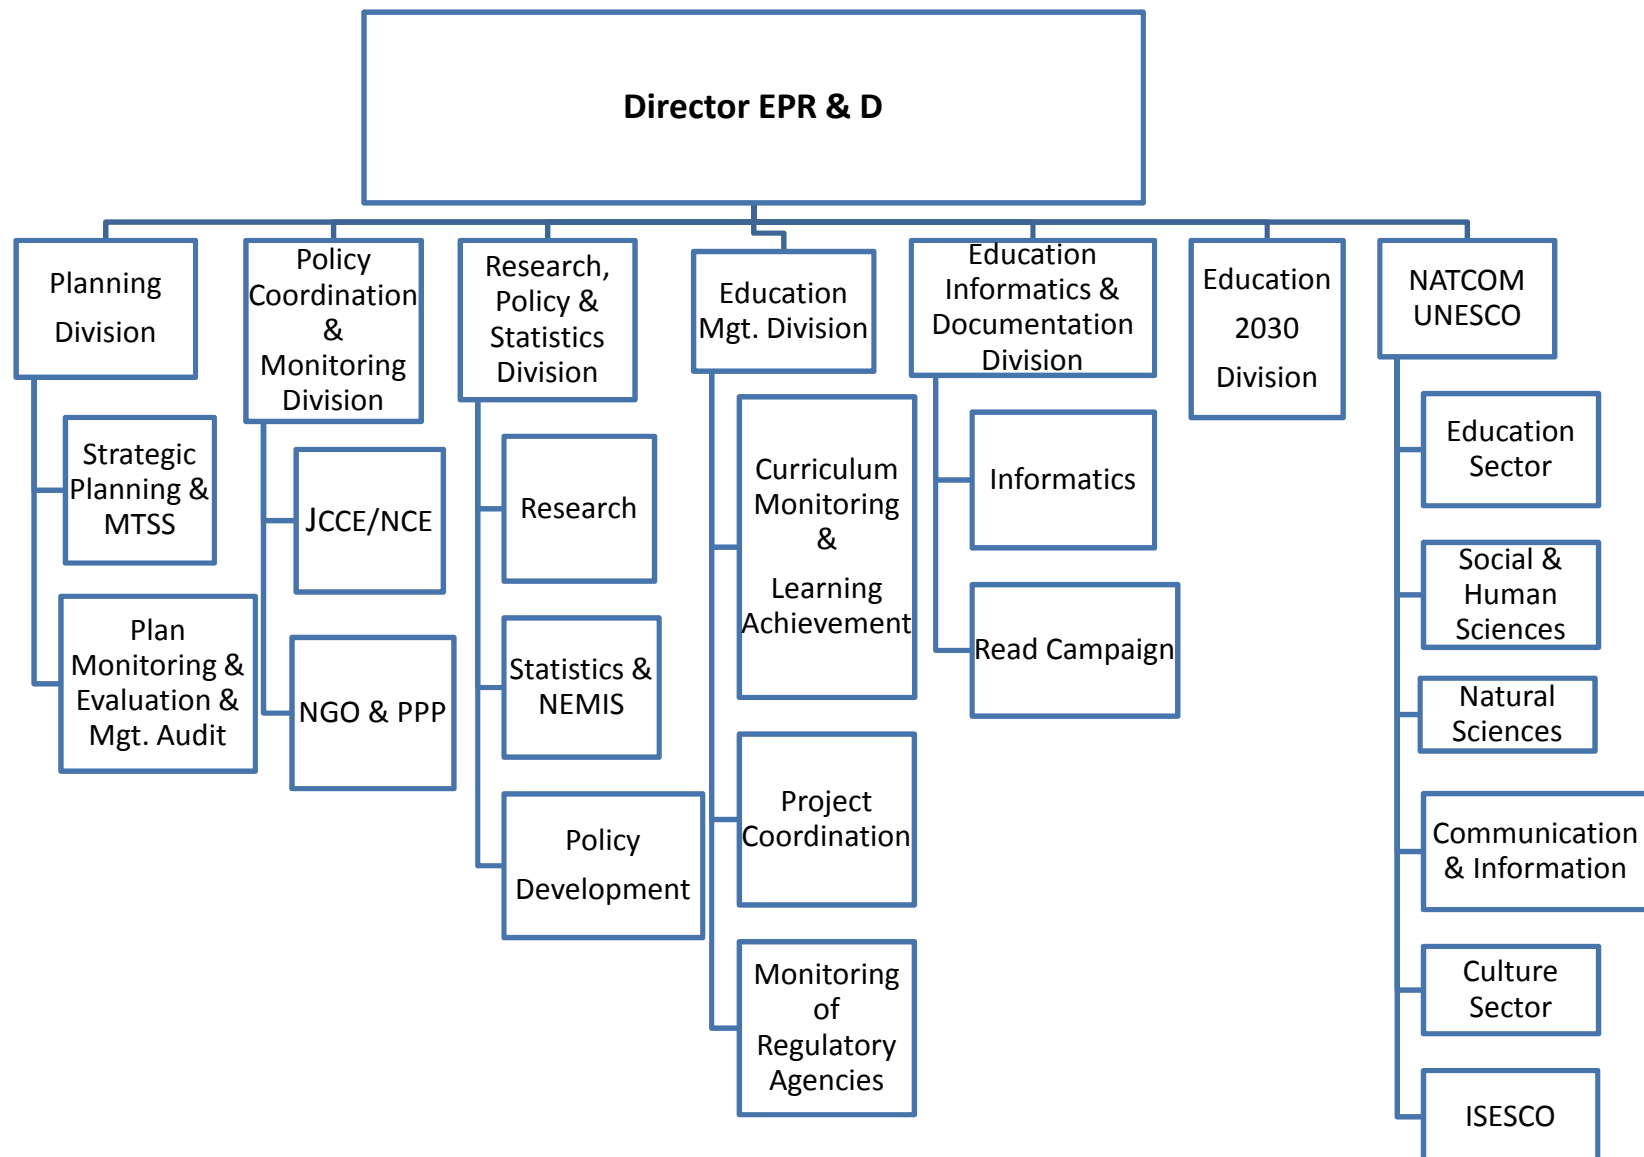 Director EPR & D
Planning
Division
Strategic
Planning &
MTSS
Plan
Monitoring &
Evaluation &
Mgt. Audit
Policy
Coordination
&
Monitoring
Division
JCCE/NCE
NGO & PPP
Research,
Policy &
Statistics
Division
Research
Statistics &
NEMIS
Policy
Development
Education
Mgt. Division
Curriculum
Monitoring
&
Learning
Achievement
Project
Coordination
Monitoring
of
Regulatory
Agencies
Education
Informatics &
Documentation
Division
Informatics
Read Campaign
Education
2030
Division
NATCOM
UNESCO
Education
Sector
Social &
Human
Sciences
Natural
Sciences
Communication
& Information
Culture
Sector
ISESCO